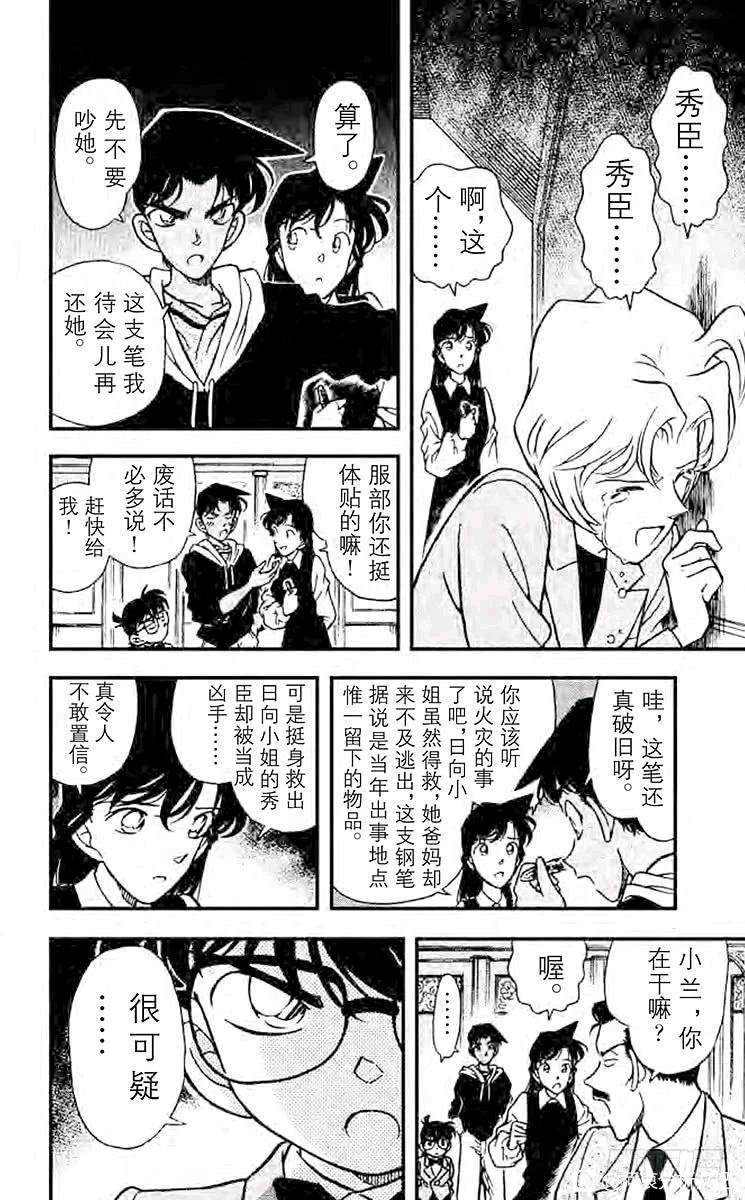 秀臣……
秀臣……
啊，这
个……
算了。
先不要
吵她。
这支笔我
待会儿再
还她。
服部你还挺
体贴的嘛！
废话不
必多说！
赶快给
我！
哇，这笔还
真破旧呀。
你应该听
说火灾的事
了吧，日向小
姐虽然得救，她爸妈却
来不及逃出，这支钢笔
据说是当年出事地点
惟一留下的物品。
可是挺身救出
日向小姐的秀
臣却被当成
凶手……
真令人
不敢置信。
小兰，你
在干嘛？
喔。
很可疑
……